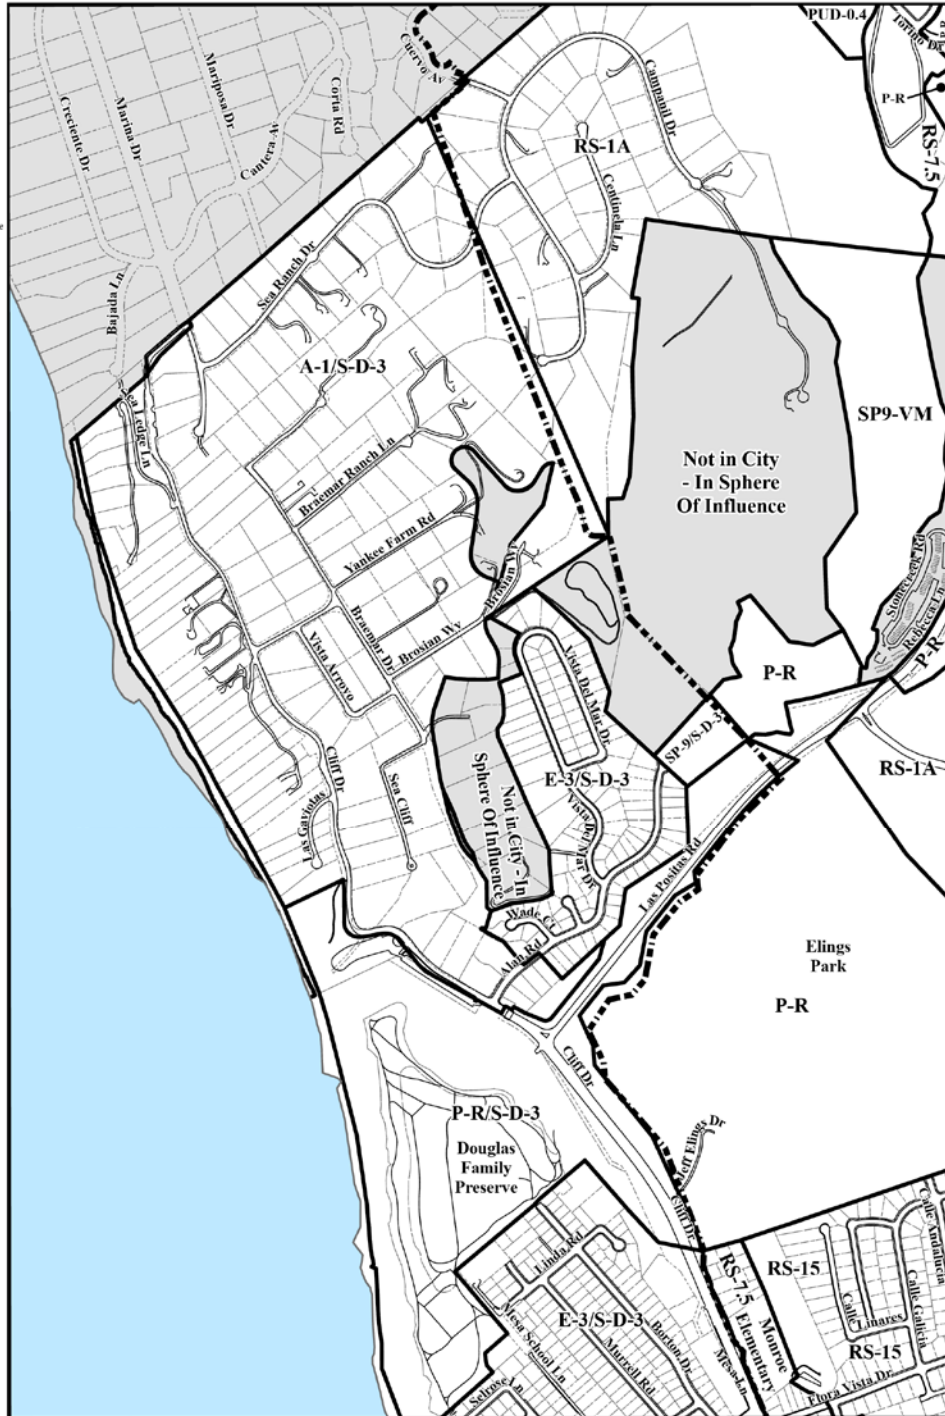 PUD-0.4
Torino Dr
P-R
RS-7.5
Cuervo Av
Campanil Dr
Creciente Dr
Marina Dr
Mariposa Dr
Corta Rd
Cantera Av
RS-1A
Centinela Ln
Bajada Ln
Sea Ranch Dr
A-1/S-D-3
Sea Ledge Ln
SP9-VM
Not in City
- In Sphere
Of Influence
Braemar Ranch Ln
Yankee Farm Rd
Brosian Wy
Stonecreek Rd
Rebecca Ln
P-R
Braemar Dr
Brosian Wy
Vista Arroyo
Vista Del Mar Dr
P-R
SP-9/S-D-3
Cliff Dr
Sea Cliff
Las Gaviotas
Not in City - In
Sphere Of Influence
E-3/S-D-3
Vista Del Mar Dr
RS-1A
Las Positas Rd
Wade Ct
Alan Rd
Elings
Park
P-R
Cliff Dr
P-R/S-D-3
Douglas
Family
Preserve
Jeff Elings Dr
Cliff Dr
Linda Rd
RS-7.5
Monroe
Elementary
RS-15
Calle Andalucia
Calle Linares
Calle Galicia
RS-15
E-3/S-D-3
Mesa School Ln
Borton Dr
Murrell Rd
Mesa Ln
Selrose Ln
Flora Vista Dr